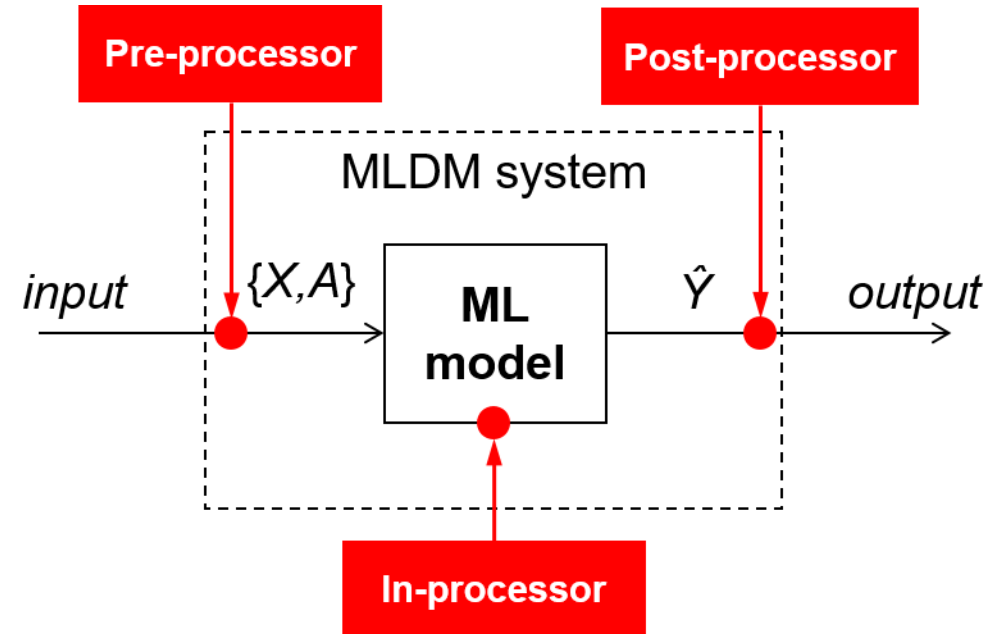 Pre-processor
Post-processor
MLDM system
input
{X,A}
ML
model
Ŷ
output
In-processor